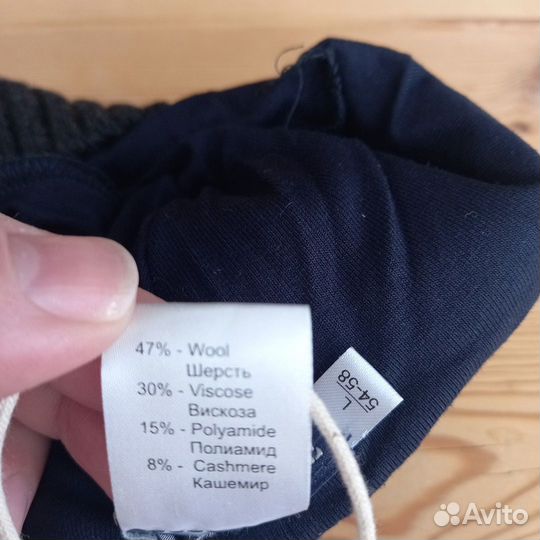 47% - Wool
Шерсть
30% - Viscose
Вискоза
15% - Polyamide
Полиамид
8% - Cashmere
Кашемир
L
54-58
Avito